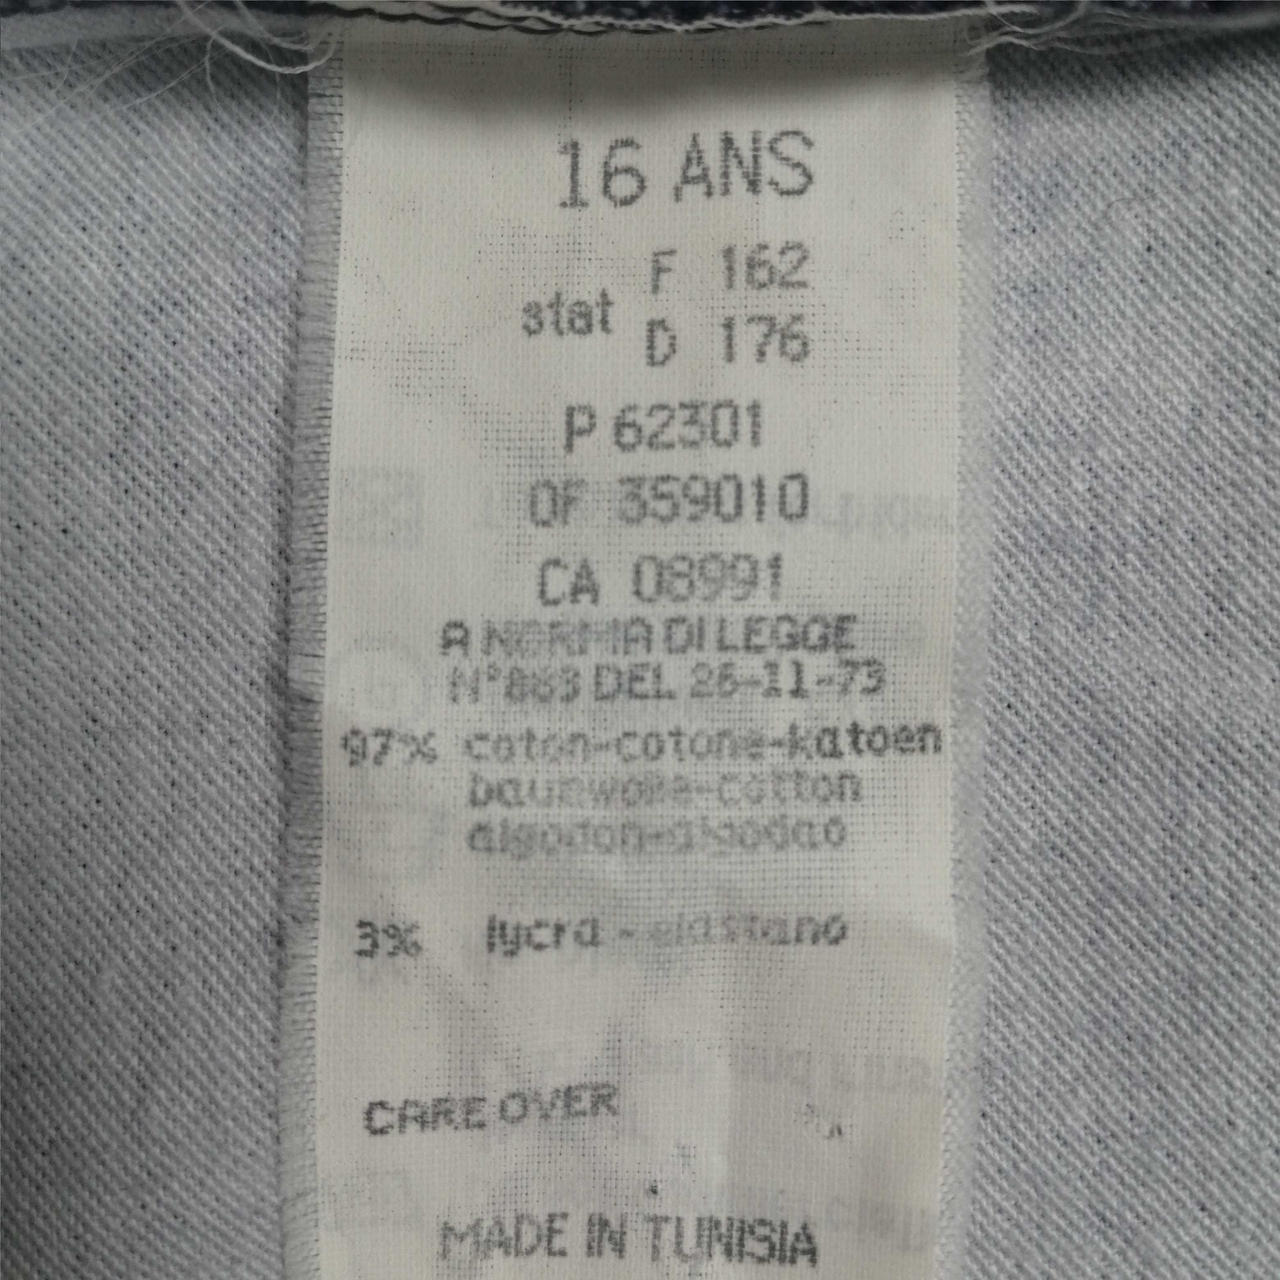 16 ANS
stat F 162
D 176
P 62301
OF 359010
CA 08991
A NORMA DI LEGGE
N°883 DEL 26-11-73
97% coton-cotone-katoen
baumwolle-cotton
algodon-algodao
3% lycra - elastano
CARE OVER
MADE IN TUNISIA